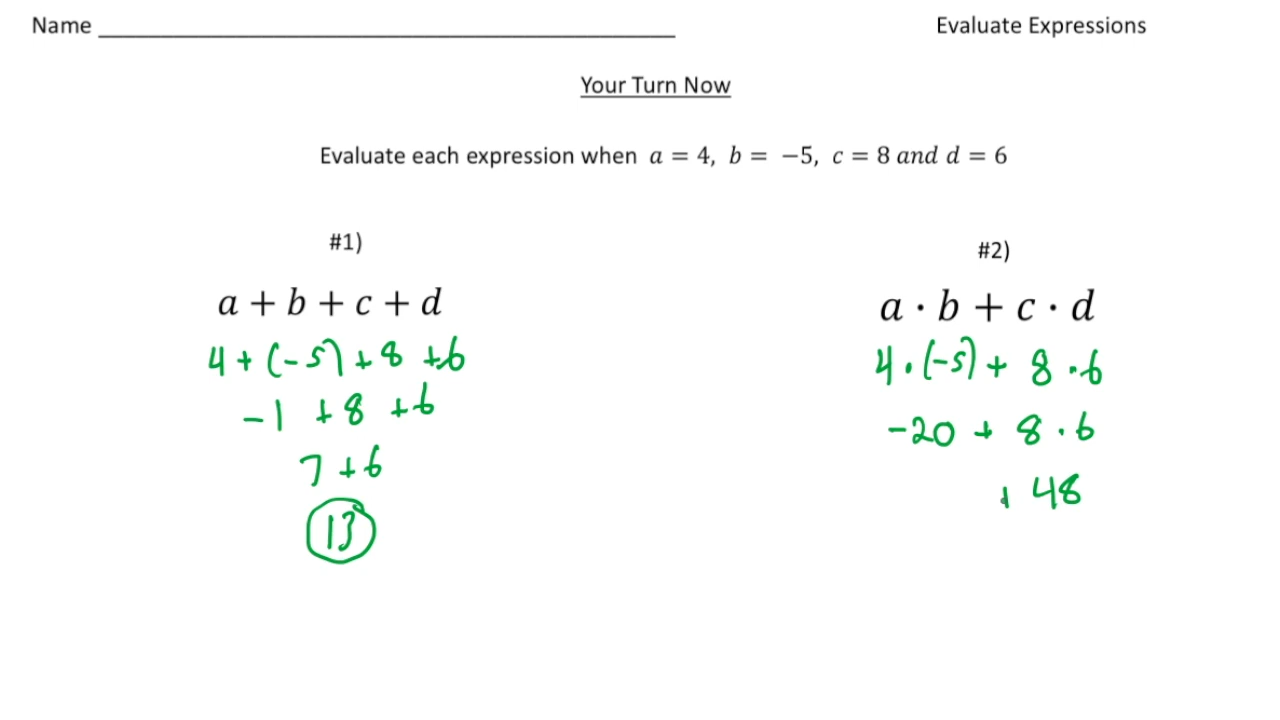 Name ____________________ Evaluate Expressions
Your Turn Now
Evaluate each expression when a = 4, b = −5, c = 8 and d = 6
#1)
a + b + c + d
4 + (-5) + 8 + 6
-1 + 8 + 6
7 + 6
13
#2)
a · b + c · d
4 · (-5) + 8 · 6
-20 + 8 · 6
+ 48